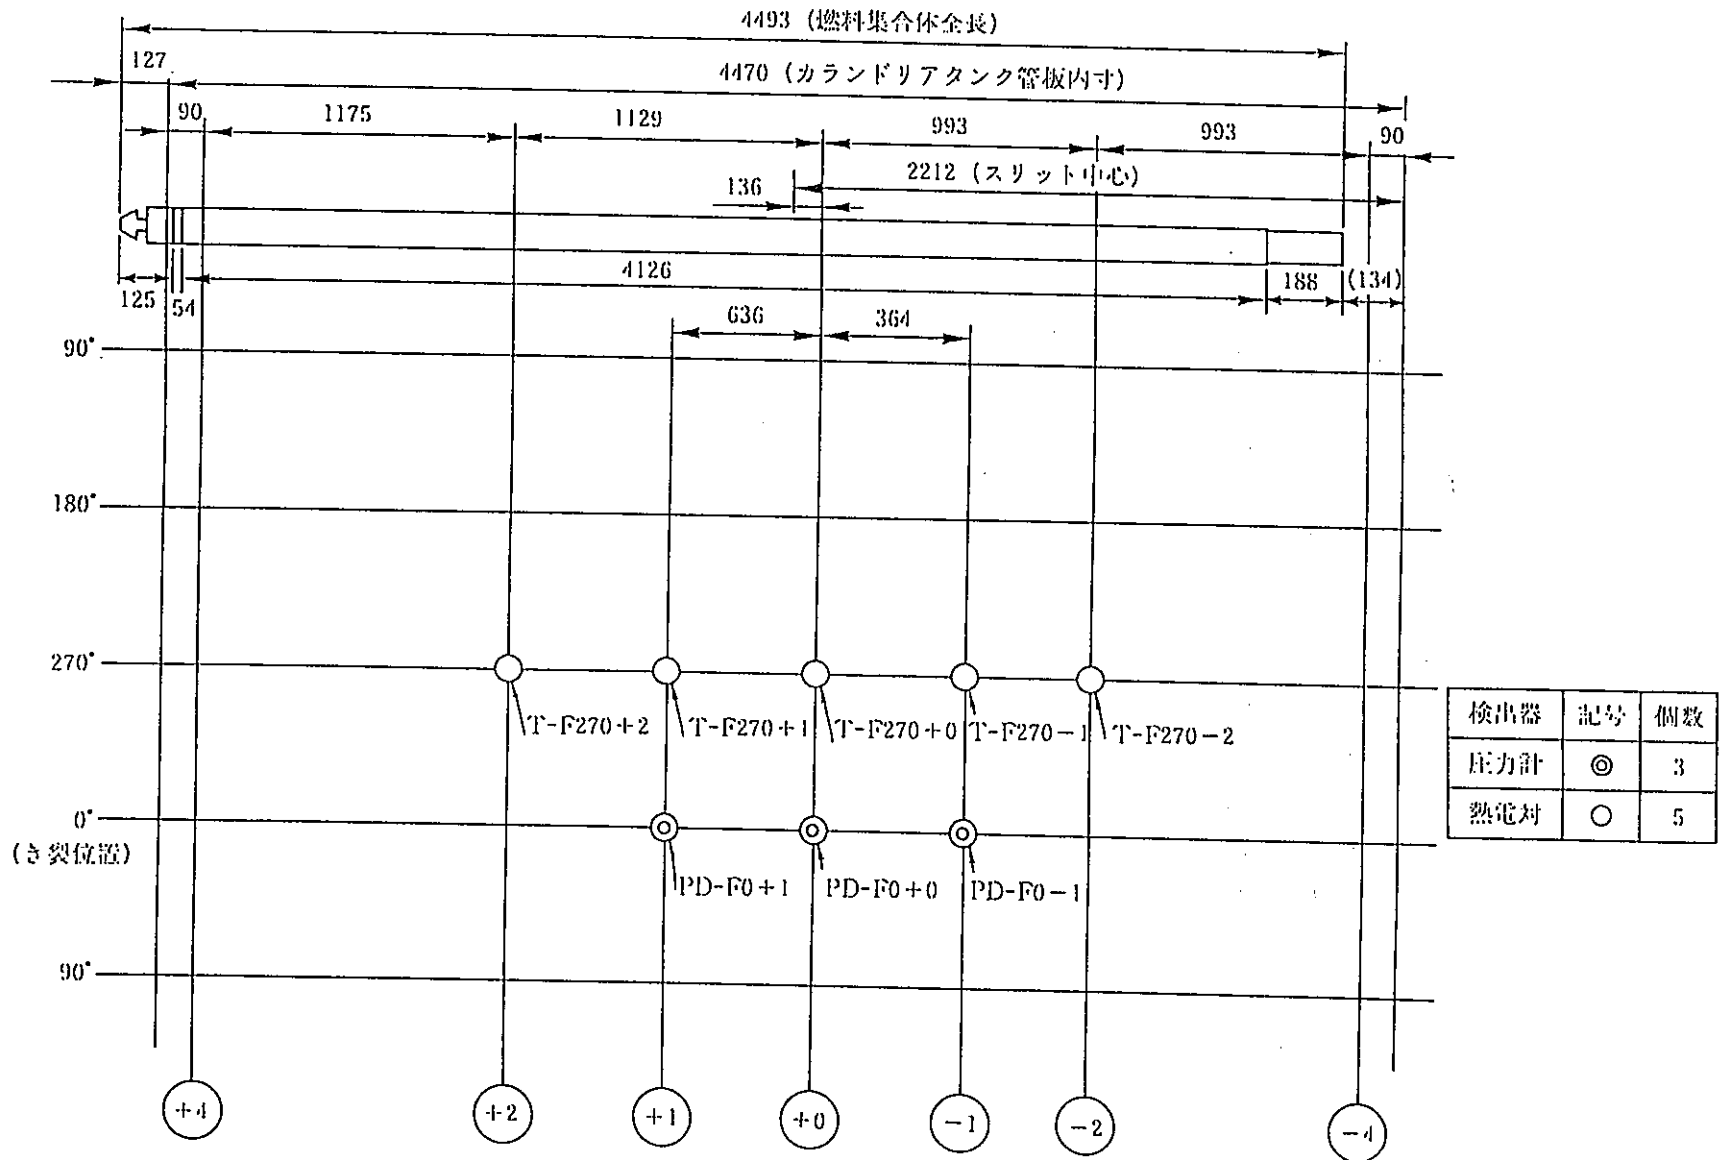 4493 (燃料集合体全長)
127
4470 (カランドリアタンク管板内寸)
90
1175
1129
993
993
90
2212 (スリット中心)
136
4126
125
54
188
(134)
636
364
90°
180°
270°
T-F270+2
T-F270+1
T-F270+0
T-F270-1
T-F270-2
0°
(き裂位置)
PD-F0+1
PD-F0+0
PD-F0-1
90°
検出器 記号 個数
圧力計 ◎ 3
熱電対 ○ 5
+4
+2
+1
+0
-1
-2
-4